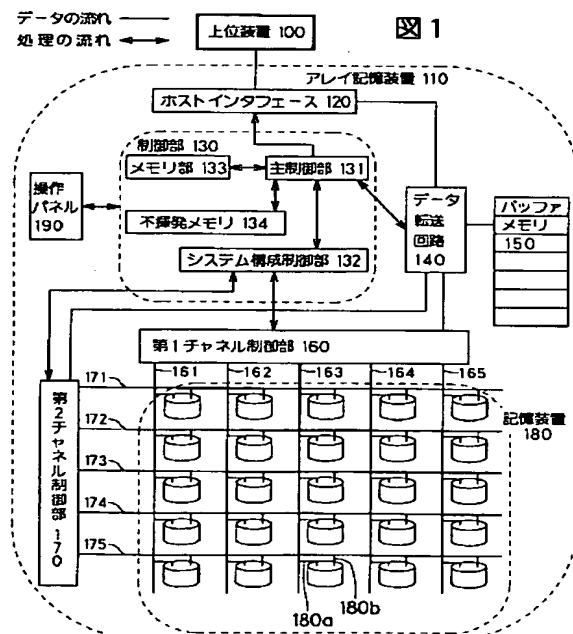 データの流れ
処理の流れ
上位装置 100
図1
アレイ記憶装置 110
ホストインタフェース 120
制御部 130
メモリ部 133
主制御部 131
操作
パネル
190
不揮発メモリ 134
データ
転送
回路
140
バッファ
メモリ
150
システム構成制御部 132
第1チャネル制御部 160
161
162
163
164
165
171
172
173
174
175
第2チャネル制御部 170
記憶装置
180
180a
180b